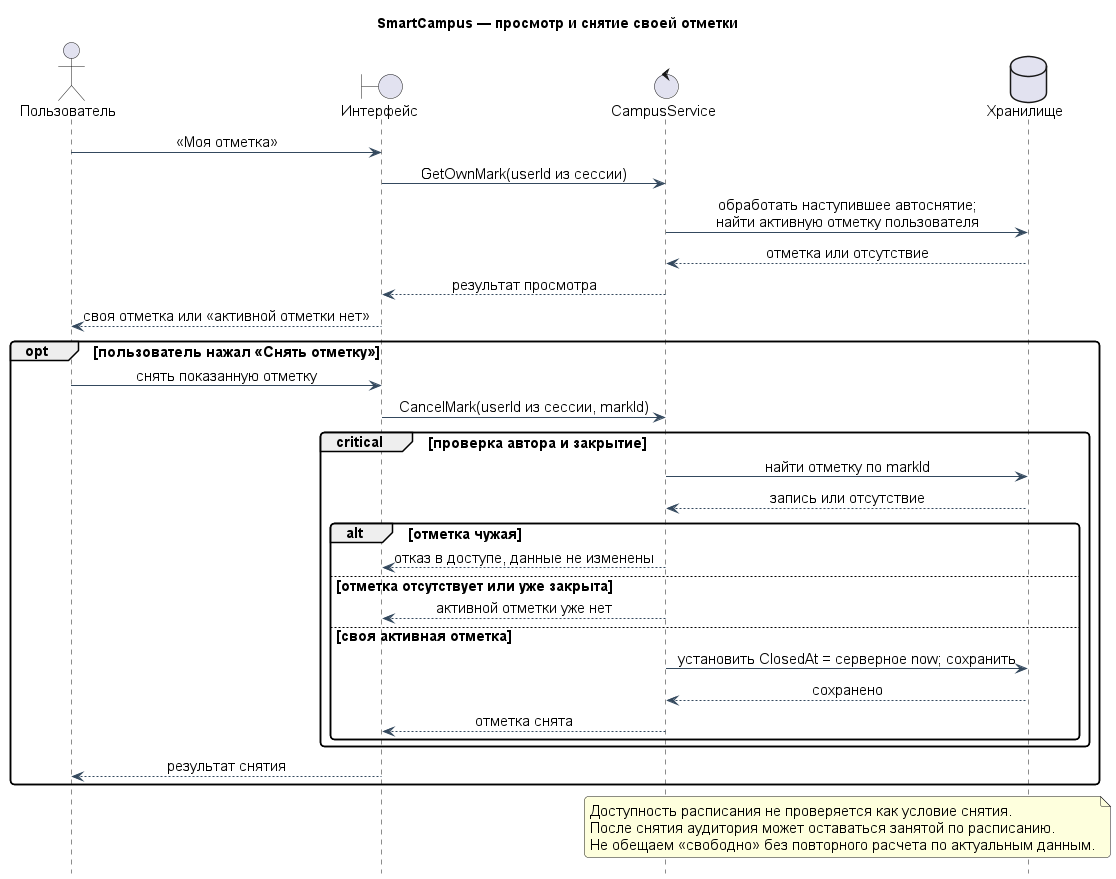 SmartCampus — просмотр и снятие своей отметки
Пользователь
Интерфейс
CampusService
Хранилище
«Моя отметка»
GetOwnMark(userId из сессии)
обработать наступившее автоснятие;
найти активную отметку пользователя
отметка или отсутствие
результат просмотра
своя отметка или «активной отметки нет»
opt
[пользователь нажал «Снять отметку»]
снять показанную отметку
CancelMark(userId из сессии, markId)
critical
[проверка автора и закрытие]
найти отметку по markId
запись или отсутствие
alt
[отметка чужая]
отказ в доступе, данные не изменены
[отметка отсутствует или уже закрыта]
активной отметки уже нет
[своя активная отметка]
установить ClosedAt = серверное now; сохранить
сохранено
отметка снята
результат снятия
Доступность расписания не проверяется как условие снятия.
После снятия аудитория может оставаться занятой по расписанию.
Не обещаем «свободно» без повторного расчета по актуальным данным.